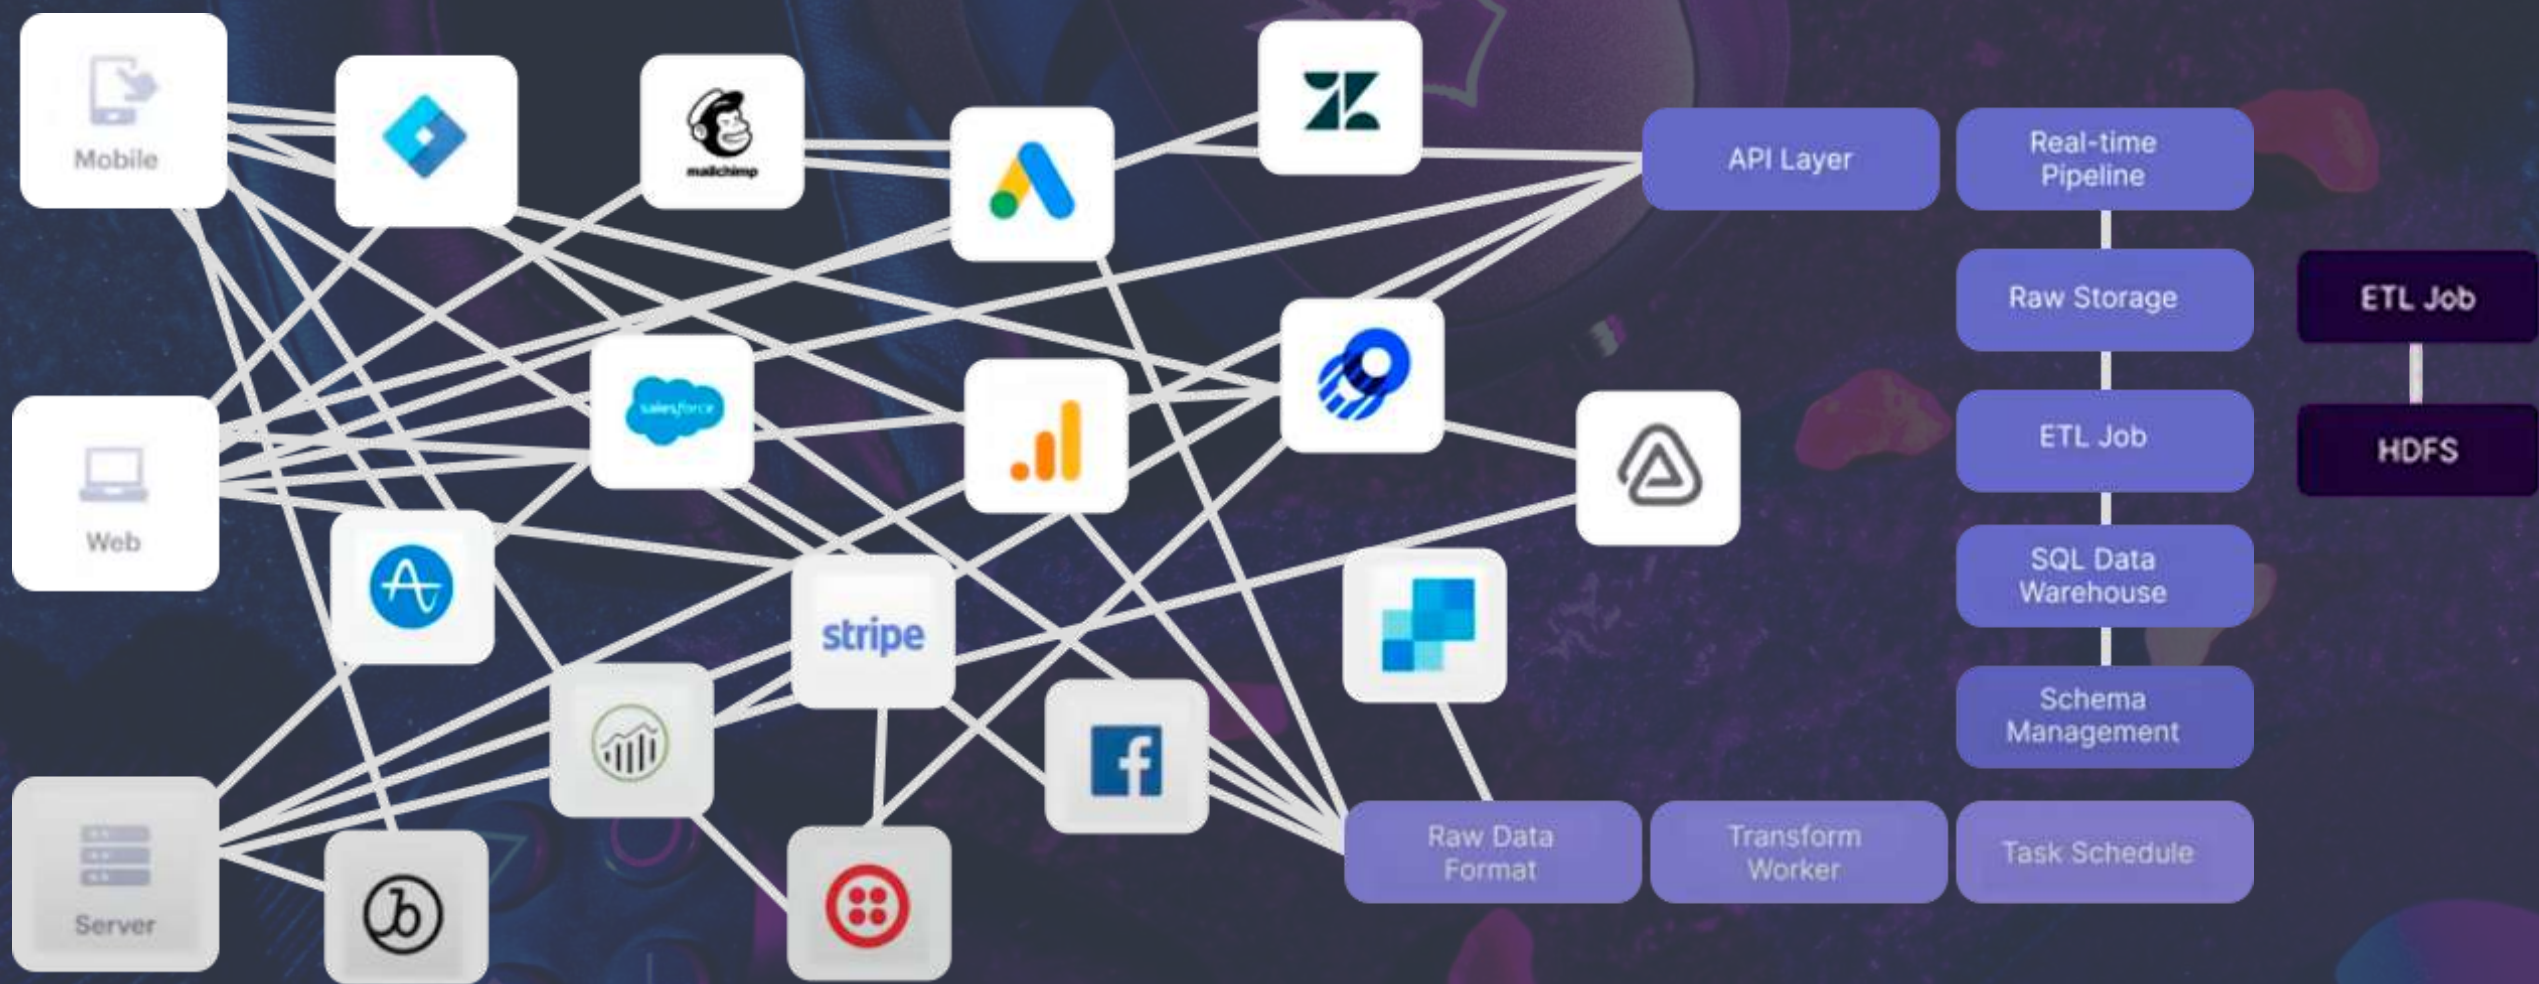 Mobile
mailchimp
API Layer
Real-time
Pipeline
Raw Storage
ETL Job
salesforce
Web
ETL Job
HDFS
SQL Data
Warehouse
stripe
Schema
Management
Server
Raw Data
Format
Transform
Worker
Task Schedule